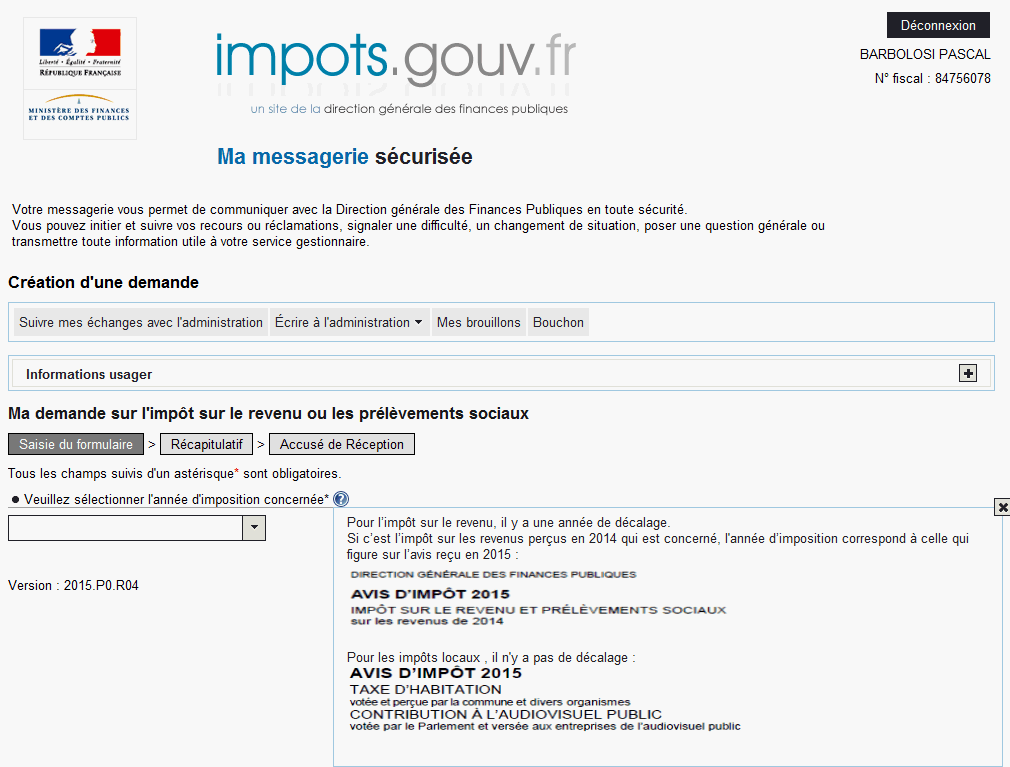 Liberté • Égalité • Fraternité
RÉPUBLIQUE FRANÇAISE
MINISTÈRE DES FINANCES
ET DES COMPTES PUBLICS
impots.gouv.fr
un site de la direction générale des finances publiques
Déconnexion
BARBOLOSI PASCAL
N° fiscal : 84756078
Ma messagerie sécurisée
Votre messagerie vous permet de communiquer avec la Direction générale des Finances Publiques en toute sécurité.
Vous pouvez initier et suivre vos recours ou réclamations, signaler une difficulté, un changement de situation, poser une question générale ou
transmettre toute information utile à votre service gestionnaire.
Création d'une demande
Suivre mes échanges avec l'administration Écrire à l'administration Mes brouillons Bouchon
Informations usager
Ma demande sur l'impôt sur le revenu ou les prélèvements sociaux
Saisie du formulaire > Récapitulatif > Accusé de Réception
Tous les champs suivis d'un astérisque* sont obligatoires.
● Veuillez sélectionner l'année d'imposition concernée* ?
Pour l'impôt sur le revenu, il y a une année de décalage.
Si c'est l'impôt sur les revenus perçus en 2014 qui est concerné, l'année d'imposition correspond à celle qui
figure sur l'avis reçu en 2015 :
DIRECTION GÉNÉRALE DES FINANCES PUBLIQUES
AVIS D'IMPÔT 2015
IMPÔT SUR LE REVENU ET PRÉLÈVEMENTS SOCIAUX
sur les revenus de 2014
Pour les impôts locaux , il n'y a pas de décalage :
AVIS D'IMPÔT 2015
TAXE D'HABITATION
votée et perçue par la commune et divers organismes
CONTRIBUTION À L'AUDIOVISUEL PUBLIC
votée par le Parlement et versée aux entreprises de l'audiovisuel public
Version : 2015.P0.R04